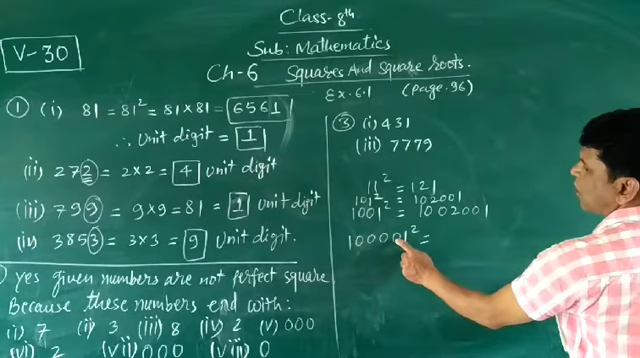 V-30
Class-8th
Sub: Mathematics
Ch-6 Squares And Square roots.
Ex-6.1 (Page. 96)
① (i) 81 = 81² = 81 × 81 = 6561
∴ Unit digit = 1
(ii) 272 = 2×2 = 4 Unit digit
(iii) 799 = 9×9 = 81 = 1 Unit digit
(iv) 3853 = 3×3 = 9 Unit digit.
yes given numbers are not perfect square
Because these numbers end with:
(i) 7 (ii) 3 (iii) 8 (iv) 2 (v) 000
(vi) 2 (vii) 000 (viii) 0
③ (i) 431
(iii) 7779
11² = 121
101² = 102001
1001² = 1002001
100001² =